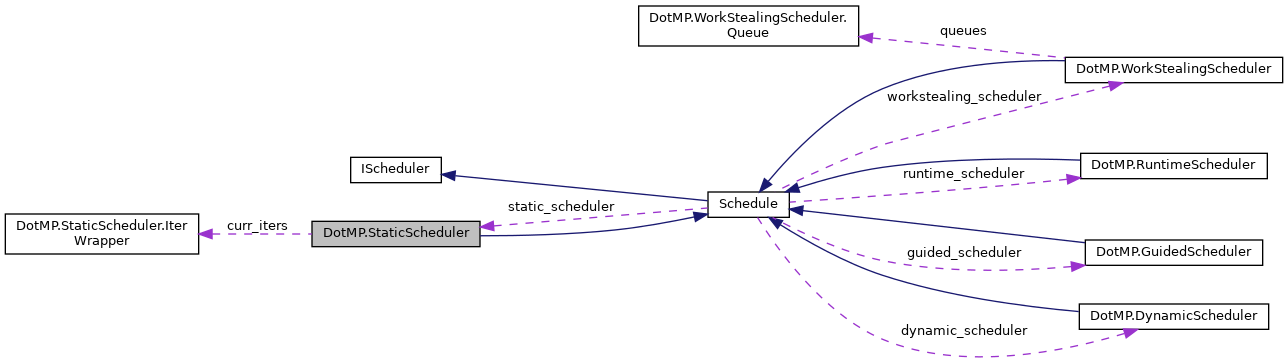 DotMP.WorkStealingScheduler.
Queue
queues
DotMP.WorkStealingScheduler
workstealing_scheduler
IScheduler
DotMP.RuntimeScheduler
runtime_scheduler
Schedule
static_scheduler
DotMP.StaticScheduler.Iter
Wrapper
curr_iters
DotMP.StaticScheduler
guided_scheduler
DotMP.GuidedScheduler
DotMP.DynamicScheduler
dynamic_scheduler